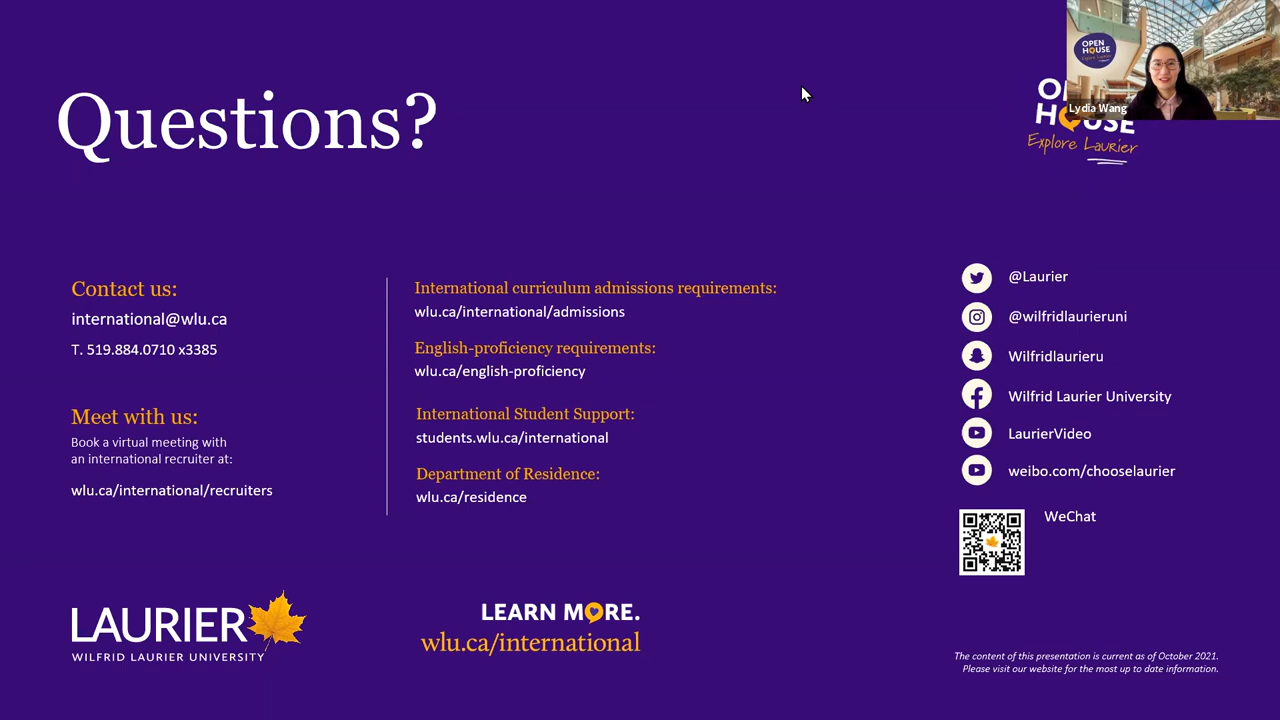 Questions?
OPEN
HOUSE
Explore Laurier
Lydia Wang
HOUSE
Explore Laurier
Contact us:
international@wlu.ca
T. 519.884.0710 x3385
Meet with us:
Book a virtual meeting with
an international recruiter at:
wlu.ca/international/recruiters
International curriculum admissions requirements:
wlu.ca/international/admissions
English-proficiency requirements:
wlu.ca/english-proficiency
International Student Support:
students.wlu.ca/international
Department of Residence:
wlu.ca/residence
@Laurier
@wilfridlaurieruni
Wilfridlaurieru
Wilfrid Laurier University
LaurierVideo
weibo.com/chooselaurier
WeChat
LAURIER
WILFRID LAURIER UNIVERSITY
LEARN MORE.
wlu.ca/international
The content of this presentation is current as of October 2021.
Please visit our website for the most up to date information.